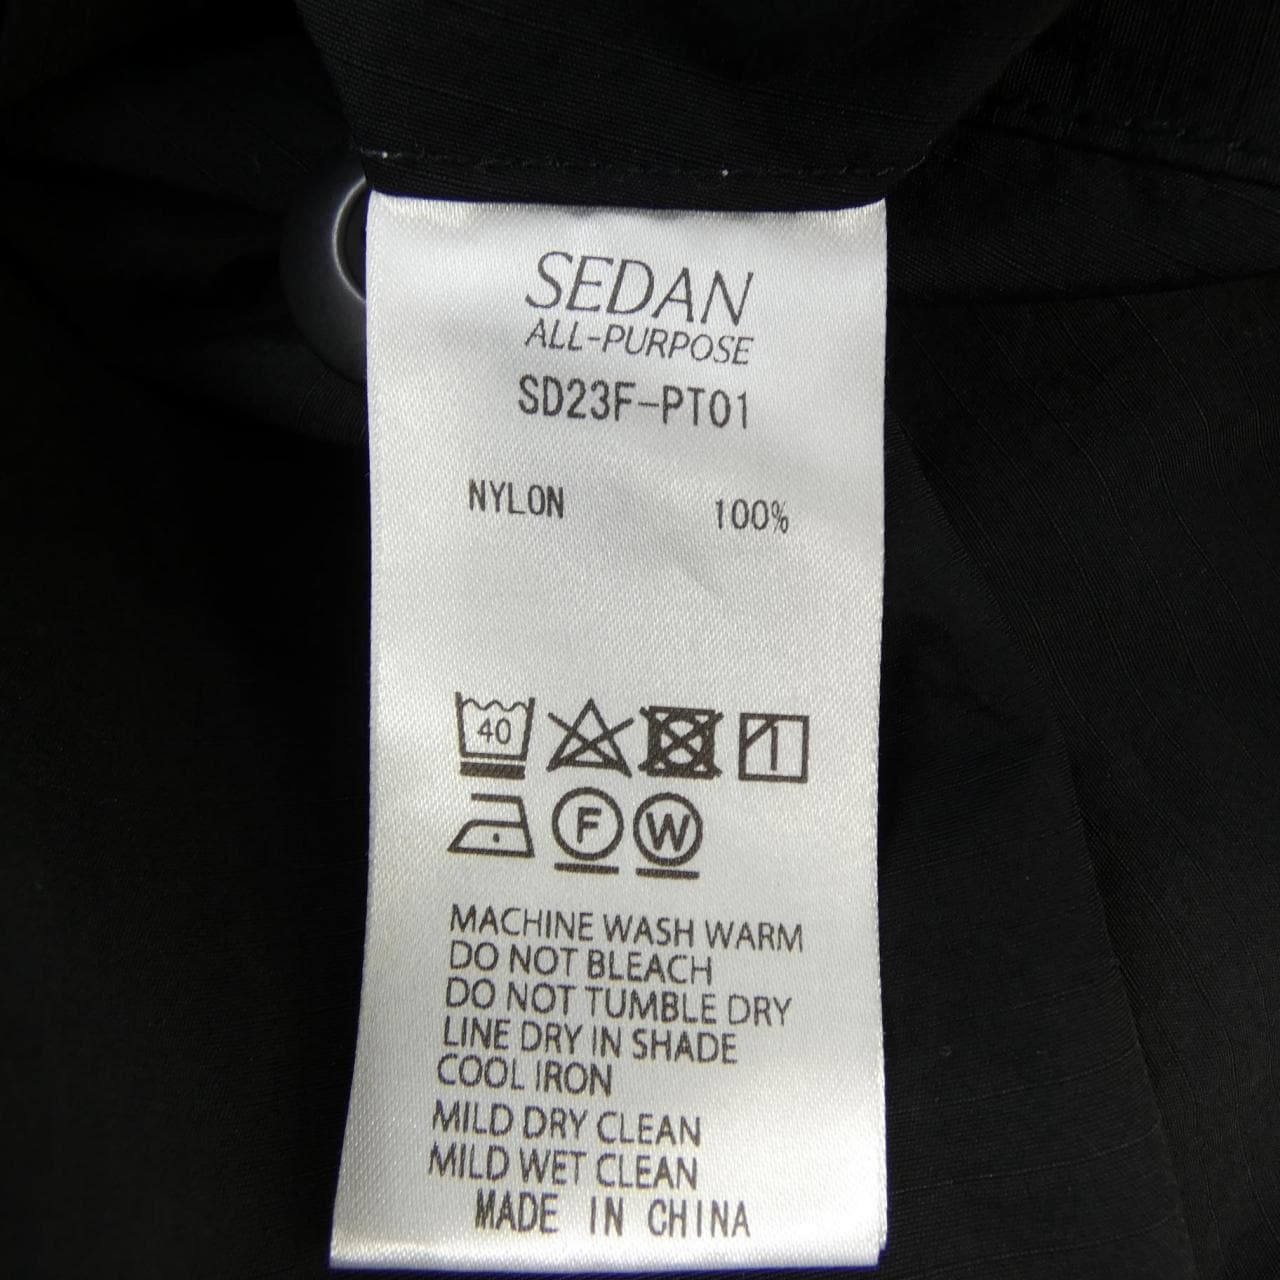 SEDAN
ALL-PURPOSE
SD23F-PT01
NYLON 100%
40
F W
MACHINE WASH WARM
DO NOT BLEACH
DO NOT TUMBLE DRY
LINE DRY IN SHADE
COOL IRON
MILD DRY CLEAN
MILD WET CLEAN
MADE IN CHINA